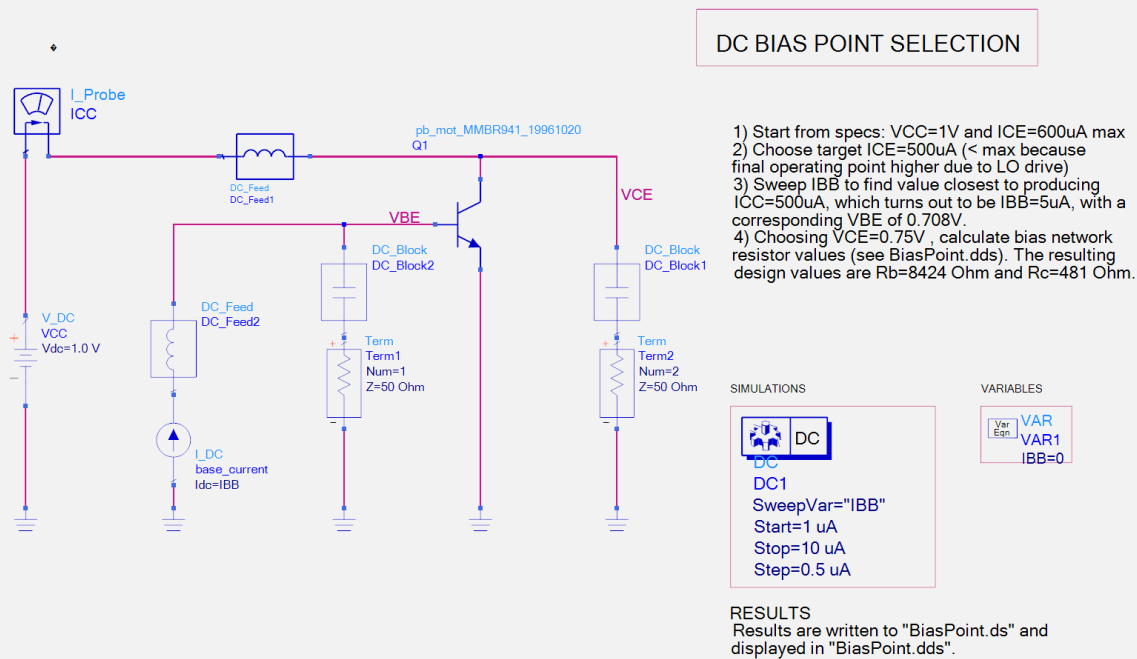 DC BIAS POINT SELECTION
I_Probe
ICC
pb_mot_MMBR941_19961020
Q1
DC_Feed
DC_Feed1
VCE
VBE
DC_Block
DC_Block2
DC_Block
DC_Block1
DC_Feed
DC_Feed2
V_DC
VCC
Vdc=1.0 V
+
+
+
Term
Term1
Num=1
Z=50 Ohm
Term
Term2
Num=2
Z=50 Ohm
I_DC
base_current
Idc=IBB
1) Start from specs: VCC=1V and ICE=600uA max
2) Choose target ICE=500uA (< max because
final operating point higher due to LO drive)
3) Sweep IBB to find value closest to producing
ICC=500uA, which turns out to be IBB=5uA, with a
corresponding VBE of 0.708V.
4) Choosing VCE=0.75V , calculate bias network
resistor values (see BiasPoint.dds). The resulting
design values are Rb=8424 Ohm and Rc=481 Ohm.
SIMULATIONS
DC
DC
DC1
SweepVar="IBB"
Start=1 uA
Stop=10 uA
Step=0.5 uA
VARIABLES
Var
Eqn
VAR
VAR1
IBB=0
RESULTS
Results are written to "BiasPoint.ds" and
displayed in "BiasPoint.dds".